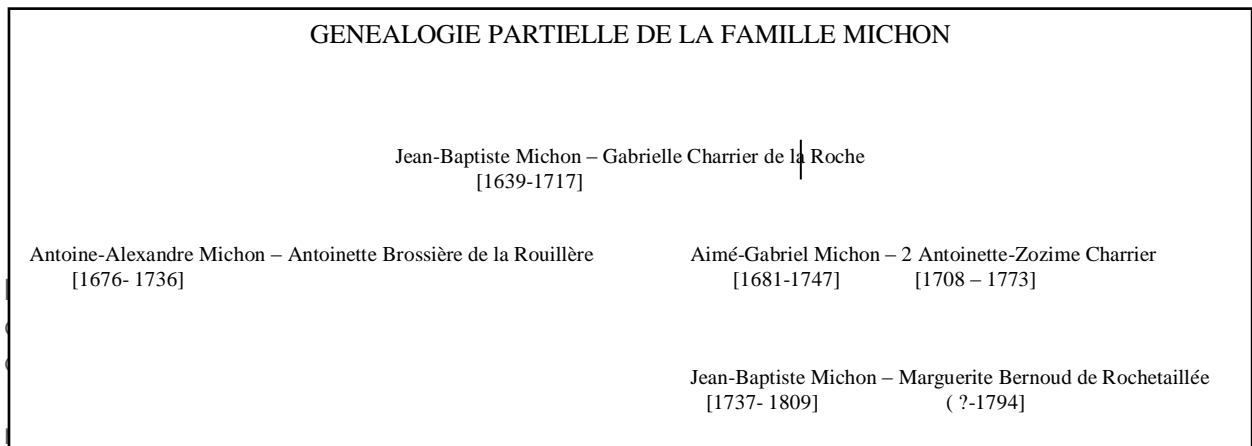 GENEALOGIE PARTIELLE DE LA FAMILLE MICHON
Jean-Baptiste Michon – Gabrielle Charrier de la Roche
[1639-1717]
Antoine-Alexandre Michon – Antoinette Brossière de la Rouillère
[1676- 1736]
Aimé-Gabriel Michon – 2 Antoinette-Zozime Charrier
[1681-1747] [1708 – 1773]
Jean-Baptiste Michon – Marguerite Bernoud de Rochetaillée
[1737- 1809] ( ?-1794]